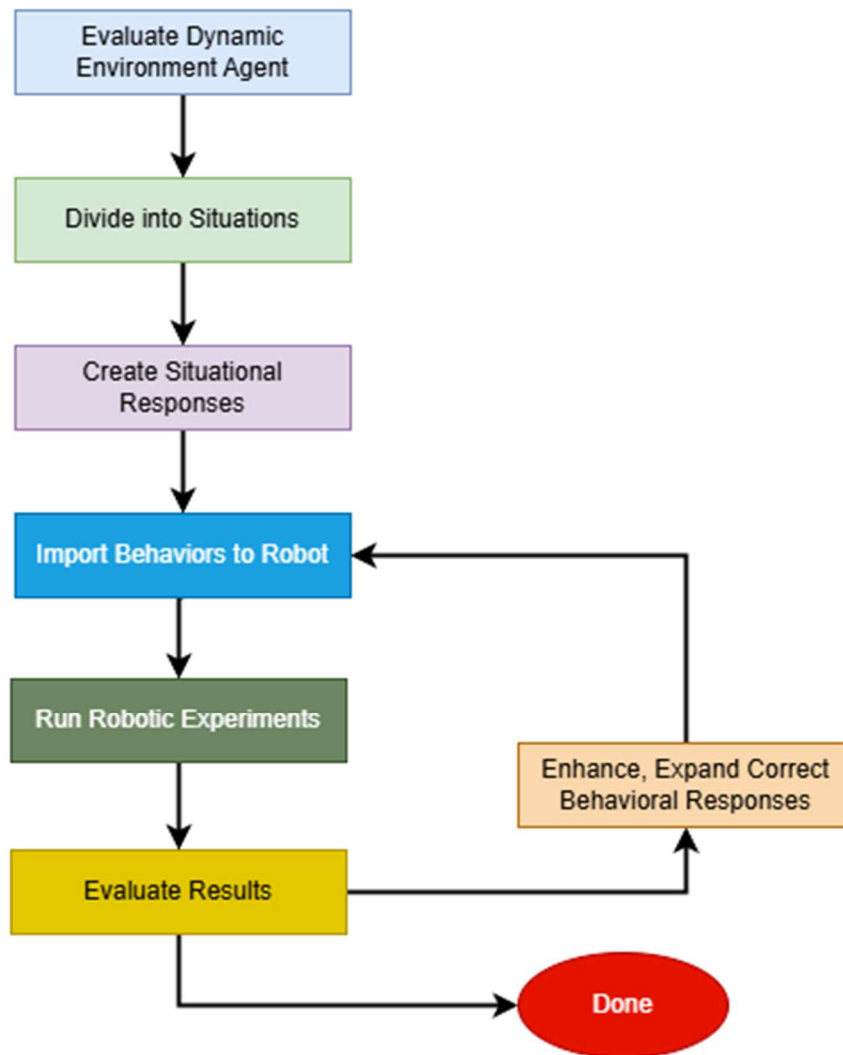 Evaluate Dynamic
Environment Agent
Divide into Situations
Create Situational
Responses
Import Behaviors to Robot
Run Robotic Experiments
Enhance, Expand Correct
Behavioral Responses
Evaluate Results
Done